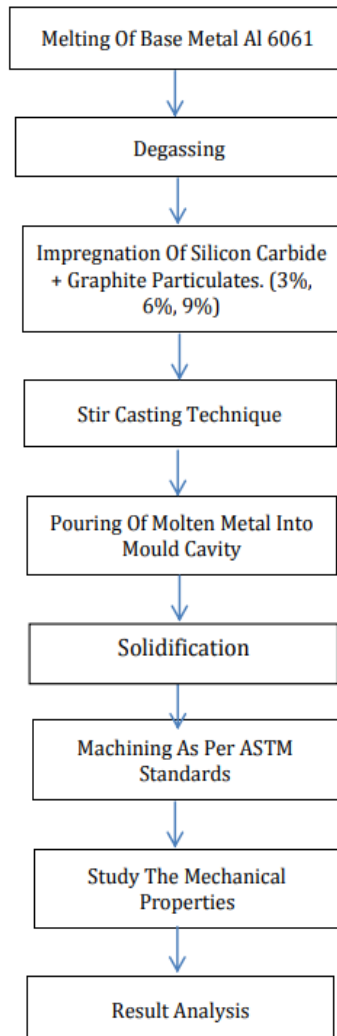 Melting Of Base Metal Al 6061
Degassing
Impregnation Of Silicon Carbide
+ Graphite Particulates. (3%,
6%, 9%)
Stir Casting Technique
Pouring Of Molten Metal Into
Mould Cavity
Solidification
Machining As Per ASTM
Standards
Study The Mechanical
Properties
Result Analysis